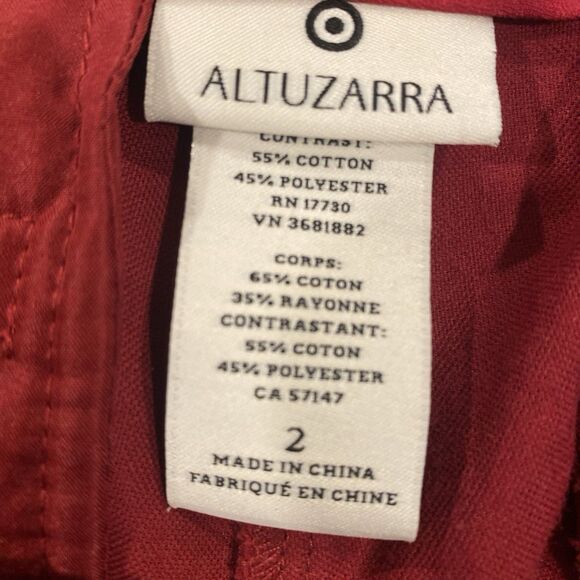 ALTUZARRA
CONTRAST:
55% COTTON
45% POLYESTER
RN 17730
VN 3681882
CORPS:
65% COTON
35% RAYONNE
CONTRASTANT:
55% COTON
45% POLYESTER
CA 57147
2
MADE IN CHINA
FABRIQUÉ EN CHINE